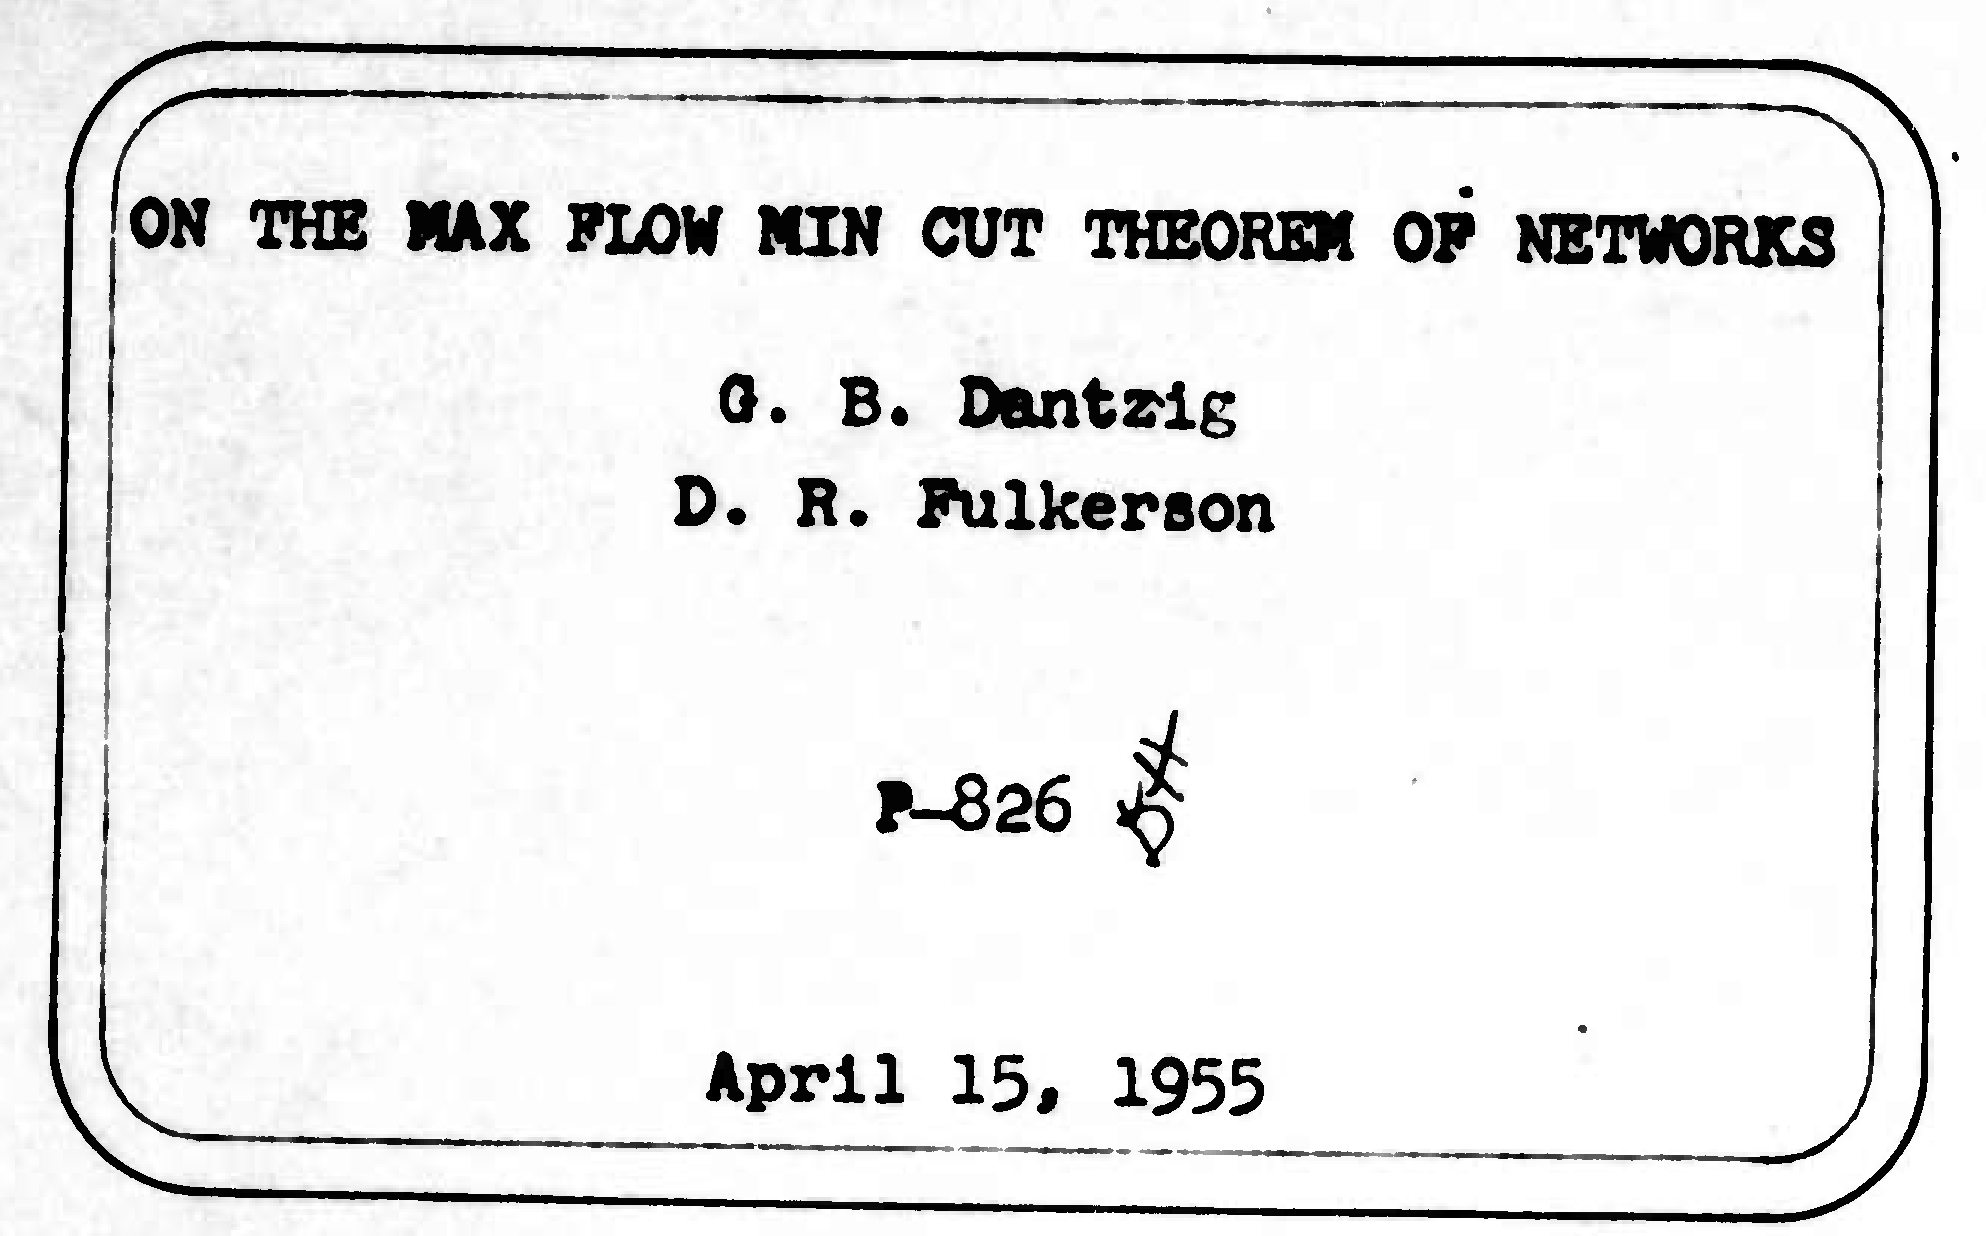 ON THE MAX FLOW MIN CUT THEOREM OF NETWORKS
G. B. Dantzig
D. R. Fulkerson
P-826
April 15, 1955